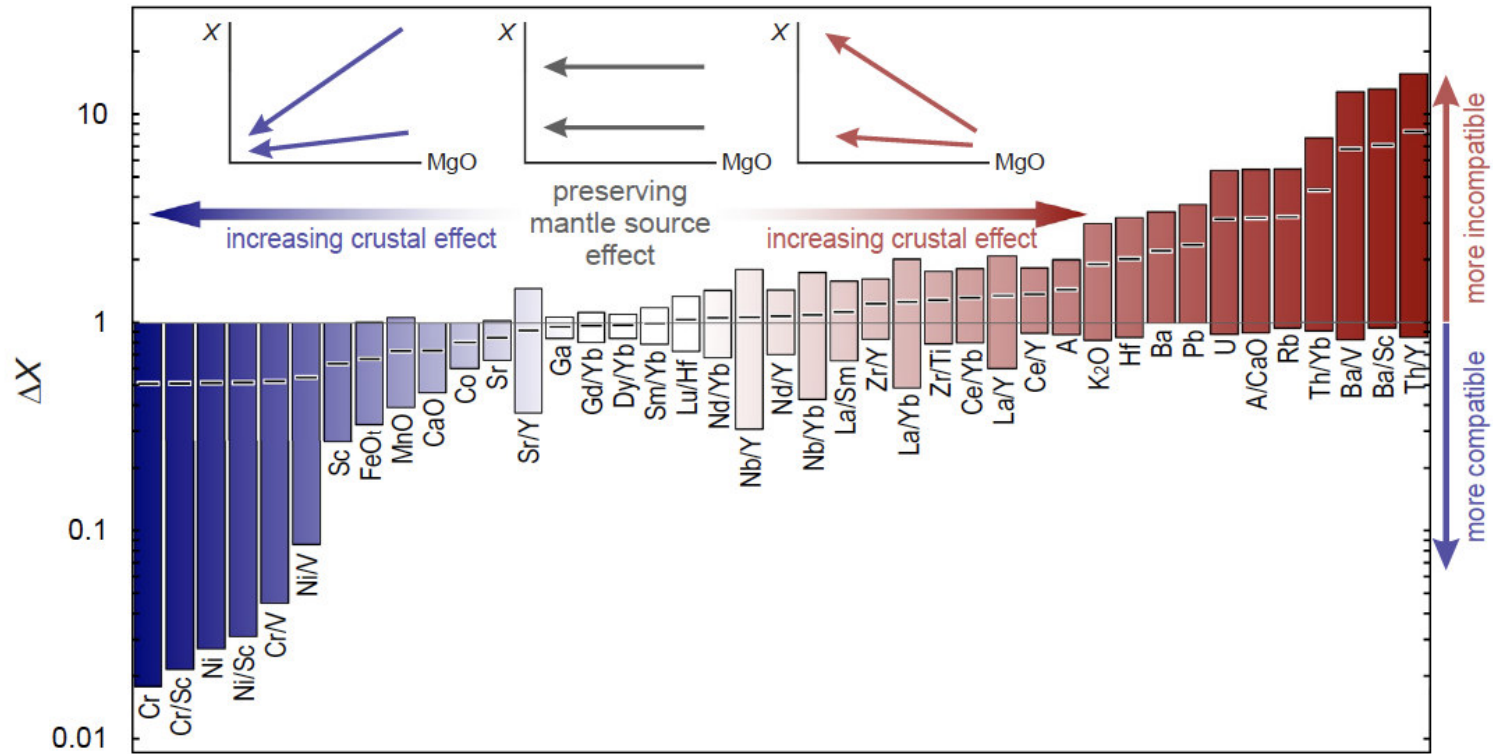 X
MgO
X
MgO
X
MgO
preserving
mantle source
effect
increasing crustal effect
increasing crustal effect
10
1
0.1
0.01
ΔX
more incompatible
more compatible
Cr
Cr/Sc
Ni
Ni/Sc
Cr/V
Ni/V
Sc
FeOt
MnO
CaO
Co
Sr
Sr/Y
Ga
Gd/Yb
Dy/Yb
Sm/Yb
Lu/Hf
Nd/Yb
Nb/Y
Nd/Y
Nb/Yb
La/Sm
Zr/Y
La/Yb
Zr/Ti
Ce/Yb
La/Y
Ce/Y
A
K2O
Hf
Ba
Pb
U
A/CaO
Rb
Th/Yb
Ba/V
Ba/Sc
Th/Y